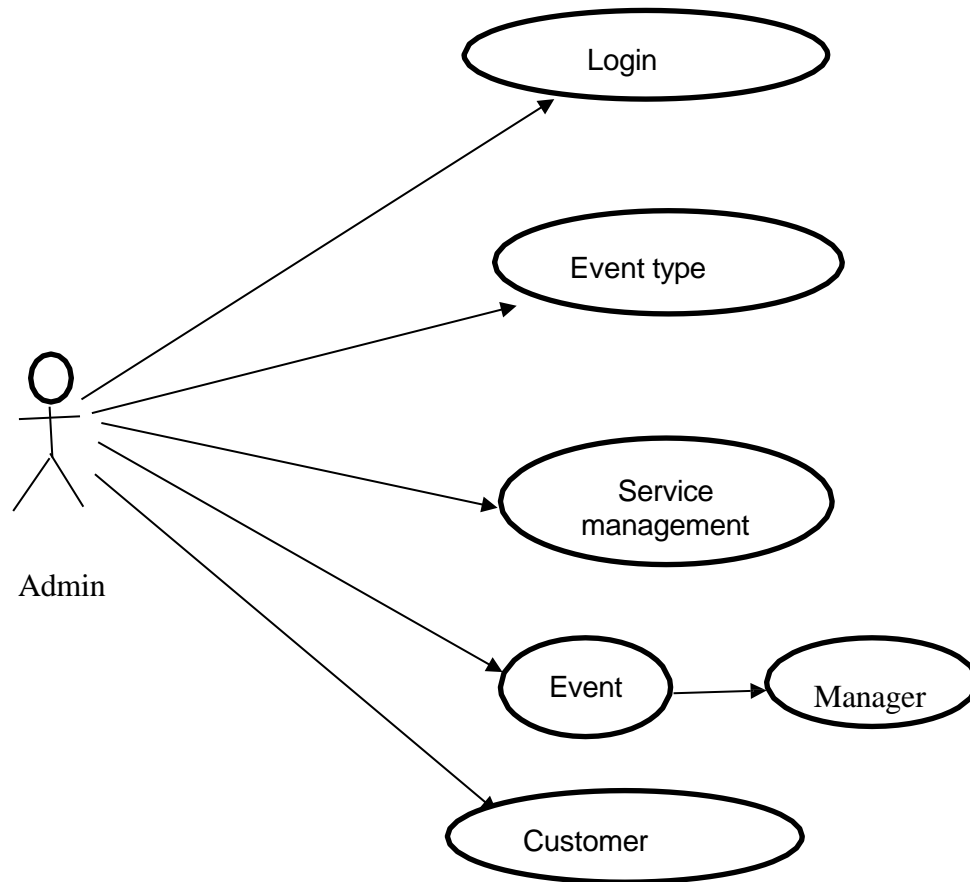 Login
Event type
Service
management
Admin
Event
Manager
Customer